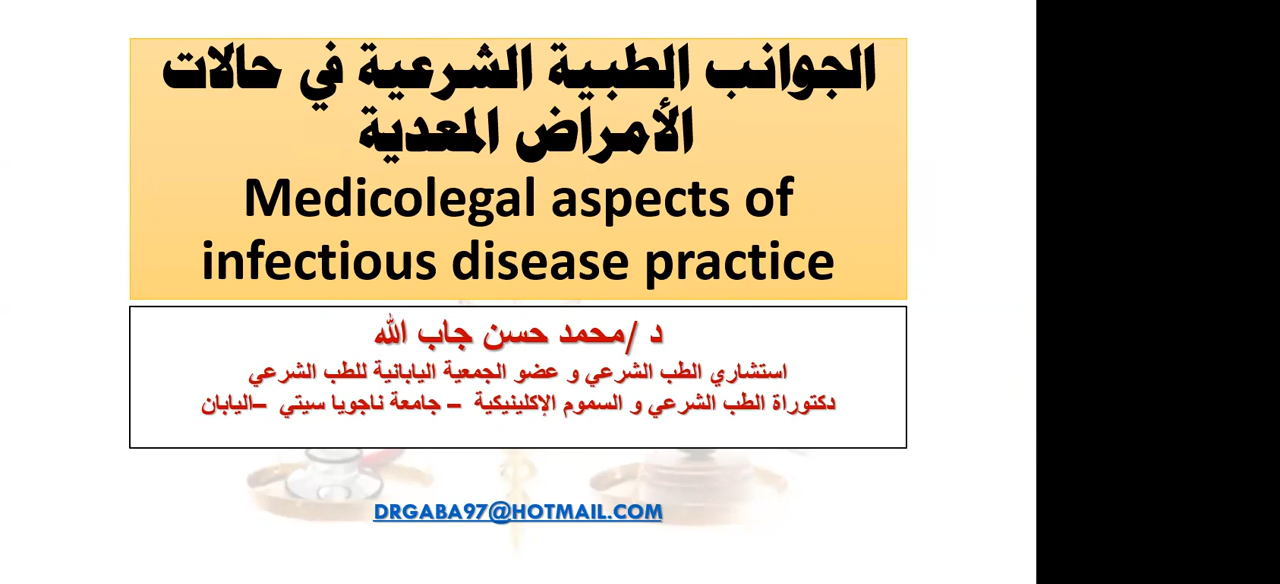 الجوانب الطبية الشرعية في حالات
الأمراض المعدية
Medicolegal aspects of
infectious disease practice
د /محمد حسن جاب الله
استشاري الطب الشرعي و عضو الجمعية اليابانية للطب الشرعي
دكتوراة الطب الشرعي و السموم الإكلينيكية – جامعة ناجويا سيتي –اليابان
DRGABA97@HOTMAIL.COM